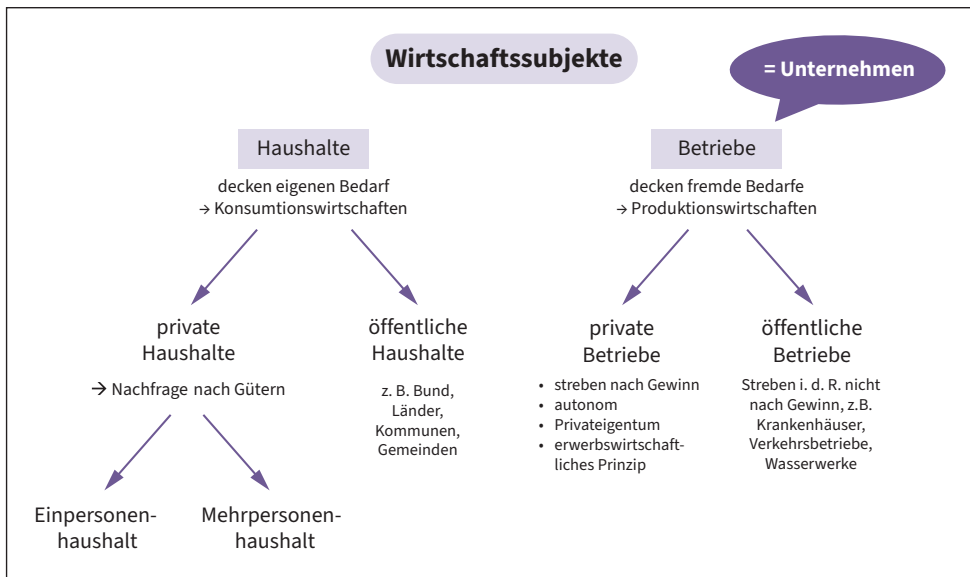 Wirtschaftssubjekte
= Unternehmen
Haushalte
decken eigenen Bedarf
→ Konsumtionswirtschaften
Betriebe
decken fremde Bedarfe
→ Produktionswirtschaften
private
Haushalte
→ Nachfrage nach Gütern
öffentliche
Haushalte
z. B. Bund,
Länder,
Kommunen,
Gemeinden
private
Betriebe
• streben nach Gewinn
• autonom
• Privateigentum
• erwerbswirtschaft-
liches Prinzip
öffentliche
Betriebe
Streben i. d. R. nicht
nach Gewinn, z.B.
Krankenhäuser,
Verkehrsbetriebe,
Wasserwerke
Einpersonen-
haushalt
Mehrpersonen-
haushalt